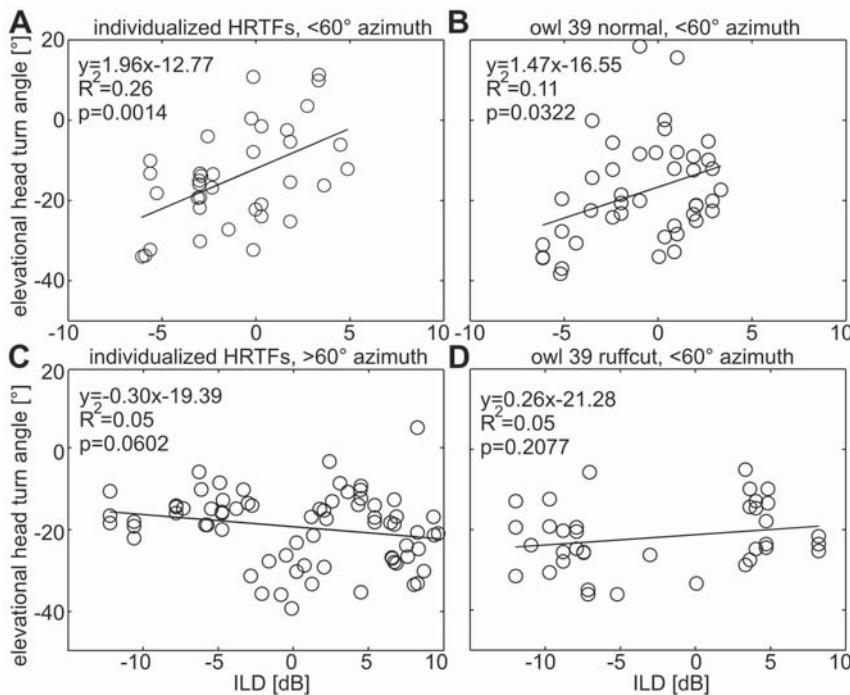 A individualized HRTFs, <60° azimuth
B owl 39 normal, <60° azimuth
elevational head turn angle [°]
20
0
-20
-40
y=1.96x-12.77
R²=0.26
p=0.0014
y=1.47x-16.55
R²=0.11
p=0.0322
-10 -5 0 5 10
-10 -5 0 5 10
C individualized HRTFs, >60° azimuth
D owl 39 ruffcut, <60° azimuth
elevational head turn angle [°]
20
0
-20
-40
y=-0.30x-19.39
R²=0.05
p=0.0602
y=0.26x-21.28
R²=0.05
p=0.2077
-10 -5 0 5 10
-10 -5 0 5 10
ILD [dB]
ILD [dB]